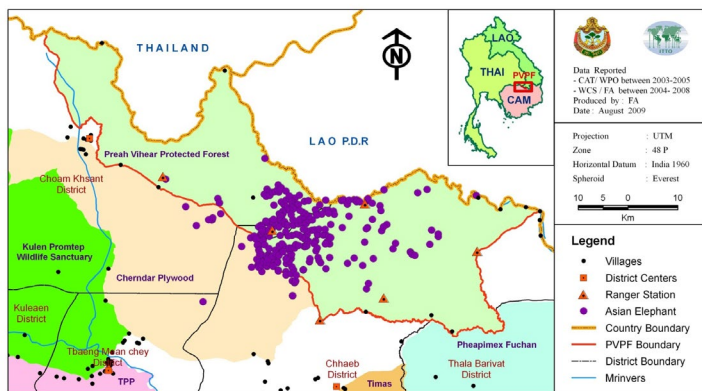 THAILAND
LAO P.D.R
N
Preah Vihear Protected Forest
Choam Khsant
District
Kulen Promtep
Wildlife Sanctuary
Cherndar Plywood
Kuleaen
District
Tbaeng Mean chey
District
TPP
Chhaeb
District
Timas
Pheapimex Fuchan
Thala Barivat
District
LAO
THAI
PVPF
CAM
ITTO
Data Reported
- CAT/ WPO between 2003-2005
- WCS / FA between 2004- 2008
Produced by : FA
Date : August 2009
Projection : UTM
Zone : 48 P
Horizontal Datum : India 1960
Spheroid : Everest
10 5 0 10
Km
Legend
Villages
District Centers
Ranger Station
Asian Elephant
Country Boundary
PVPF Boundary
District Boundary
Mrinvers